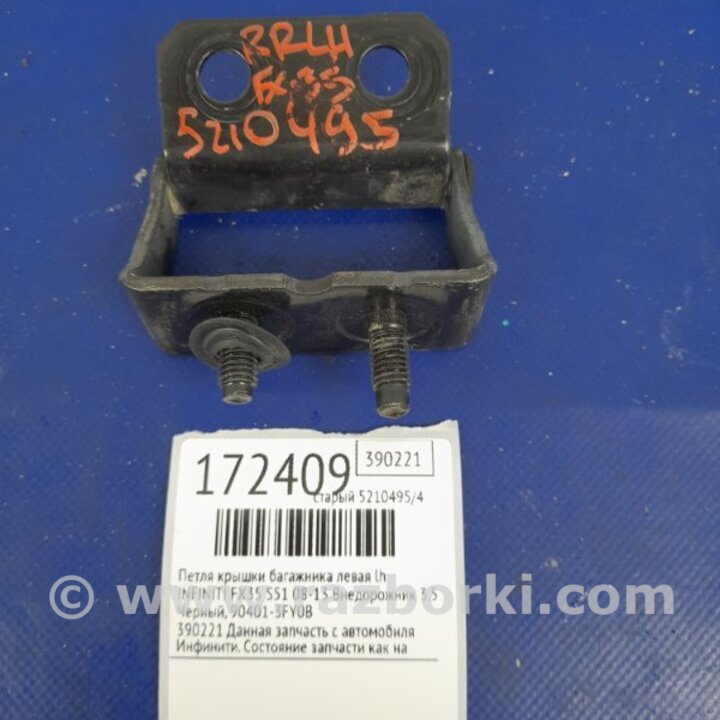 RRLH
FX35
5210495
172409
390221
старый 5210495/4
Петля крышки багажника левая lh
INFINITI FX35 S51 08-13 Внедорожник 3.5
Черный, 90401-3FY0B
390221 Данная запчасть с автомобиля
Инфинити. Состояние запчасти как на